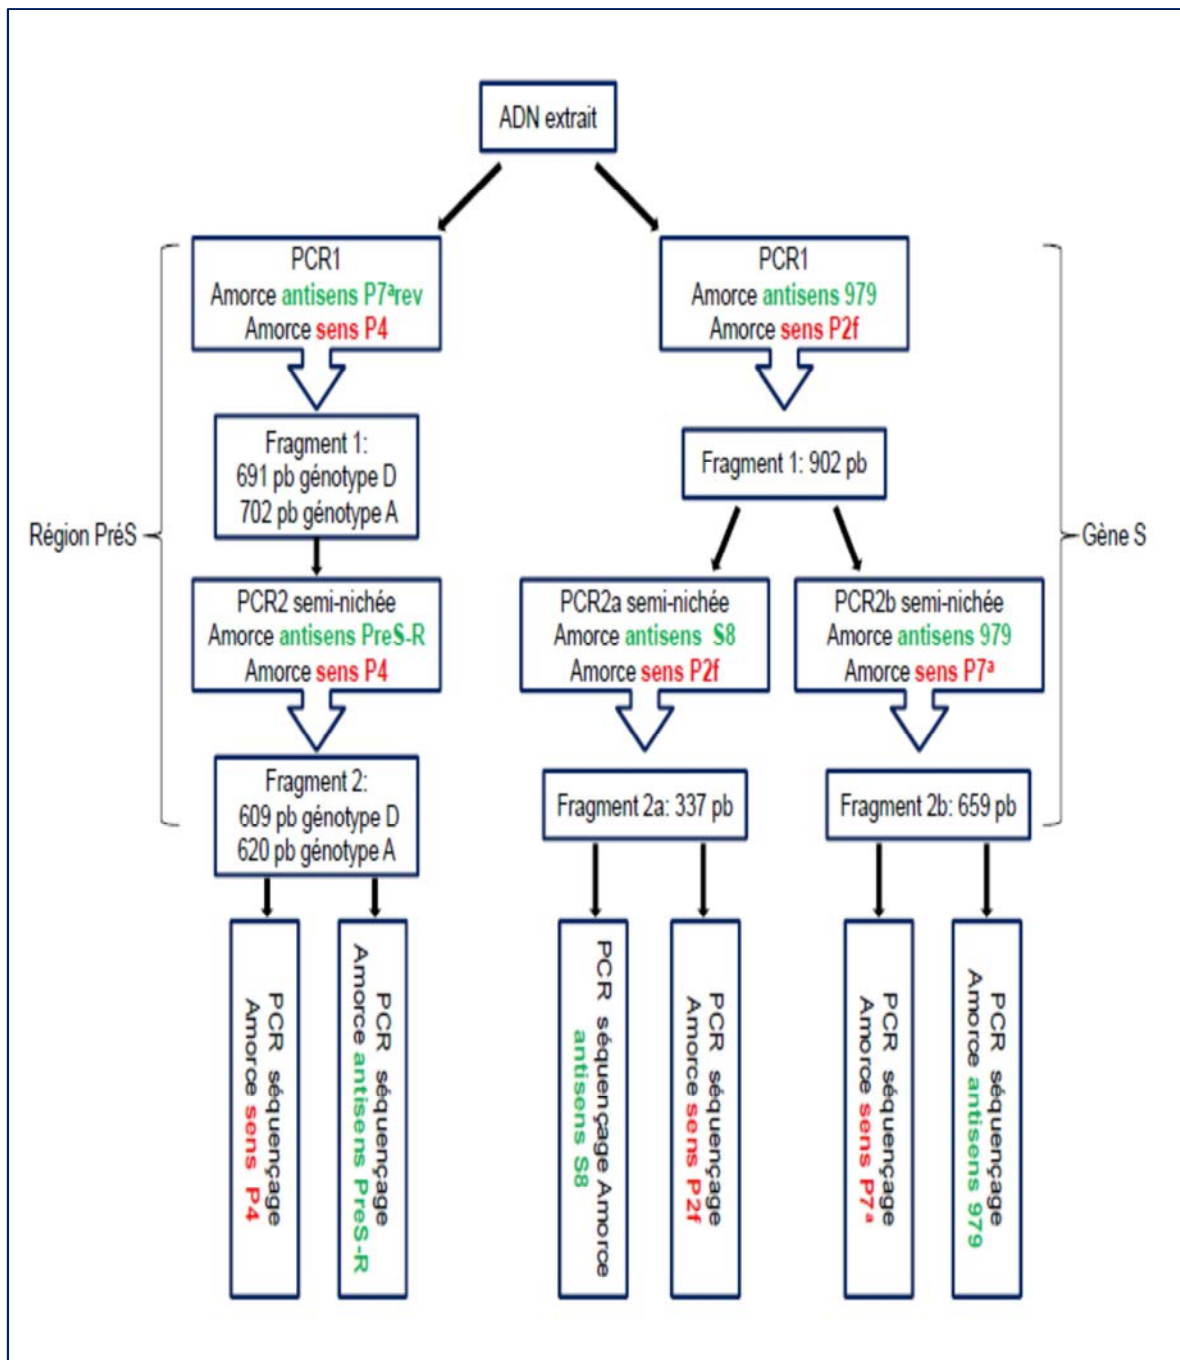 ADN extrait
PCR1
Amorce antisens P7ᵃrev
Amorce sens P4
PCR1
Amorce antisens 979
Amorce sens P2f
Fragment 1:
691 pb génotype D
702 pb génotype A
Fragment 1: 902 pb
Région PréS
Gène S
PCR2 semi-nichée
Amorce antisens PreS-R
Amorce sens P4
PCR2a semi-nichée
Amorce antisens S8
Amorce sens P2f
PCR2b semi-nichée
Amorce antisens 979
Amorce sens P7ᵃ
Fragment 2:
609 pb génotype D
620 pb génotype A
Fragment 2a: 337 pb
Fragment 2b: 659 pb
PCR séquençage
Amorce sens P4
PCR séquençage
Amorce antisens PreS-R
PCR séquençage Amorce
antisens S8
PCR séquençage
Amorce sens P2f
PCR séquençage
Amorce sens P7ᵃ
PCR séquençage
Amorce antisens 979